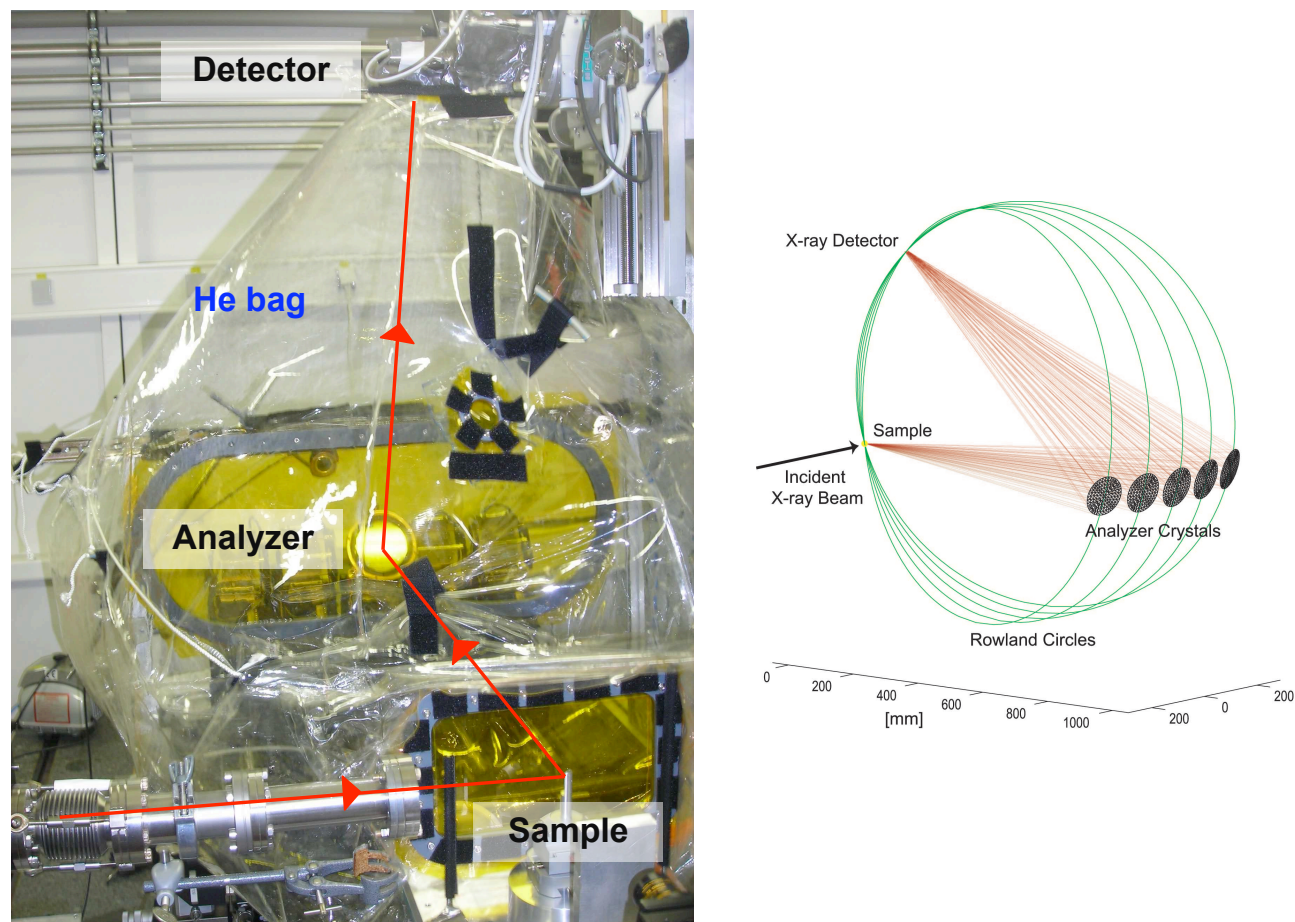 Detector
He bag
Analyzer
Sample
X-ray Detector
Sample
Incident
X-ray Beam
Analyzer Crystals
Rowland Circles
0
200
400
600
800
1000
[mm]
200
0
200